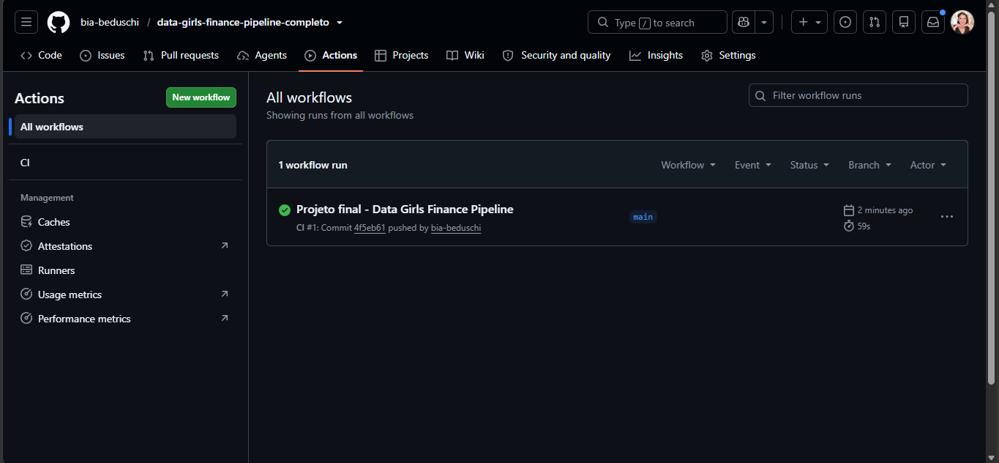 bia-beduschi / data-girls-finance-pipeline-completo
Type / to search
Code Issues Pull requests Agents Actions Projects Wiki Security and quality Insights Settings
Actions
New workflow
All workflows
CI
Management
Caches
Attestations
Runners
Usage metrics
Performance metrics
All workflows
Showing runs from all workflows
Filter workflow runs
1 workflow run
Workflow Event Status Branch Actor
Projeto final - Data Girls Finance Pipeline
CI #1: Commit 4f5eb61 pushed by bia-beduschi
main
2 minutes ago
59s